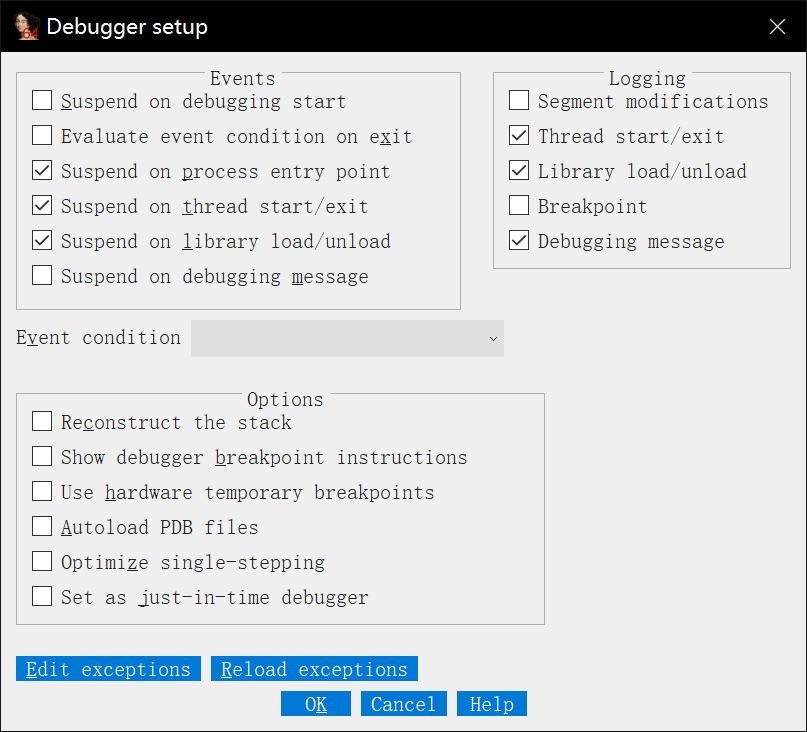 Debugger setup
Events
Suspend on debugging start
Evaluate event condition on exit
Suspend on process entry point
Suspend on thread start/exit
Suspend on library load/unload
Suspend on debugging message
Logging
Segment modifications
Thread start/exit
Library load/unload
Breakpoint
Debugging message
Event condition
Options
Reconstruct the stack
Show debugger breakpoint instructions
Use hardware temporary breakpoints
Autoload PDB files
Optimize single-stepping
Set as just-in-time debugger
Edit exceptions Reload exceptions
OK Cancel Help